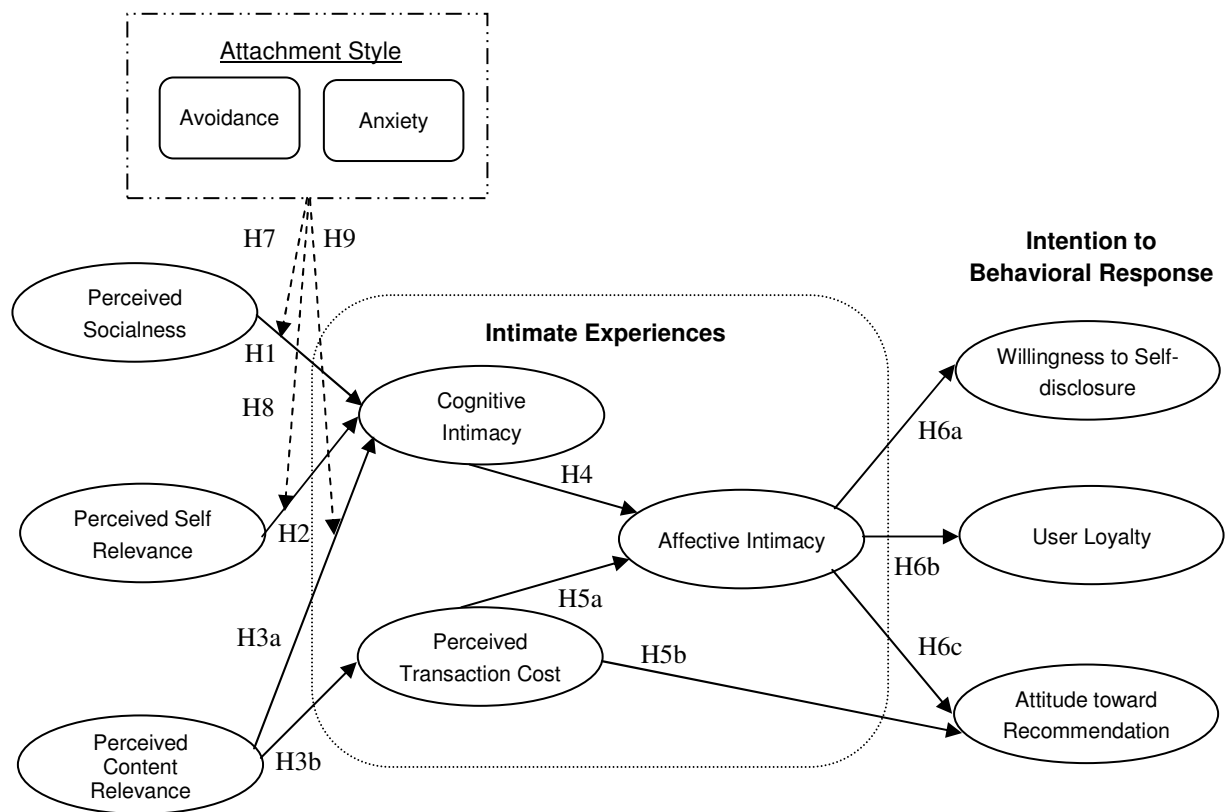 Attachment Style
Avoidance
Anxiety
H7
H9
Intention to
Behavioral Response
Perceived
Socialness
H1
Intimate Experiences
Willingness to Self-
disclosure
Cognitive
Intimacy
H8
H6a
H4
Perceived Self
Relevance
H2
Affective Intimacy
User Loyalty
H6b
H5a
H3a
Perceived
Transaction Cost
H5b
H6c
Attitude toward
Recommendation
Perceived
Content
Relevance
H3b